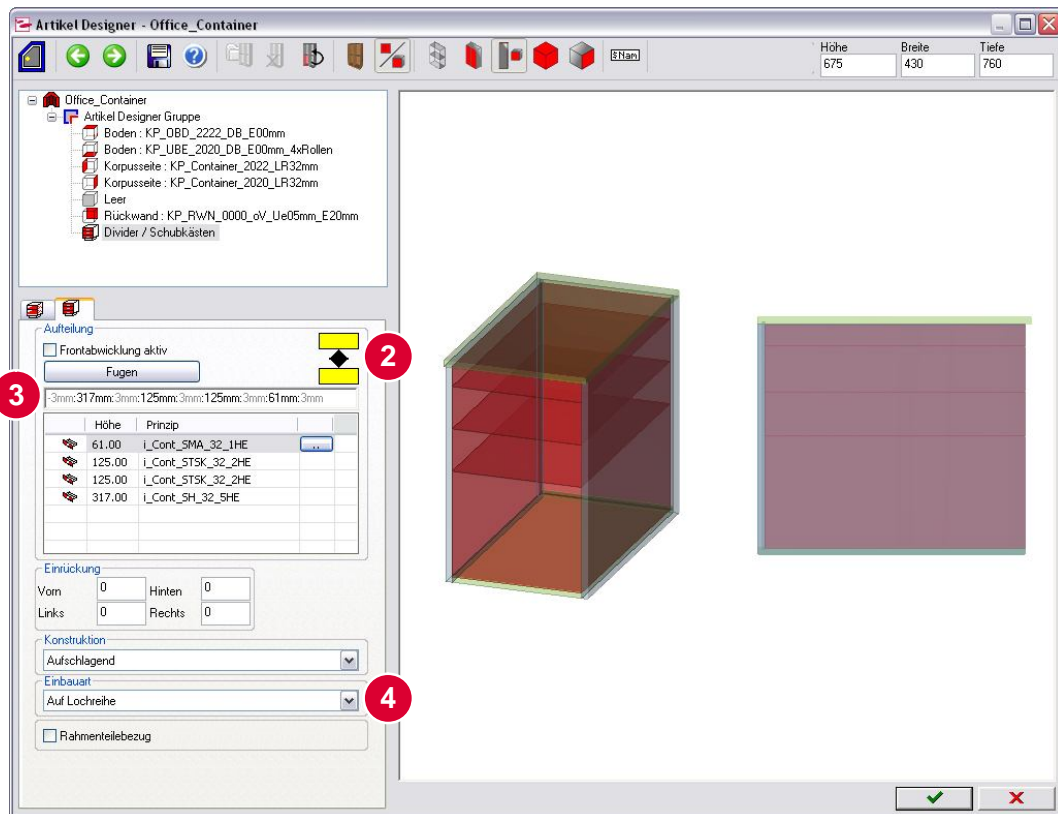 Artikel Designer - Office_Container
$Nam
Höhe Breite Tiefe
675 430 760
Office_Container
Artikel Designer Gruppe
Boden : KP_OBD_2222_DB_E00mm
Boden : KP_UBE_2020_DB_E00mm_4xRollen
Korpusseite : KP_Container_2022_LR32mm
Korpusseite : KP_Container_2020_LR32mm
Leer
Rückwand : KP_RWN_0000_oV_Ue05mm_E20mm
Divider / Schubkästen
Aufteilung
Frontabwicklung aktiv
2
Fugen
3
-3mm:317mm:3mm:125mm:3mm:125mm:3mm:61mm:3mm
Höhe Prinzip
61.00 i_Cont_SMA_32_1HE ..
125.00 i_Cont_STSK_32_2HE
125.00 i_Cont_STSK_32_2HE
317.00 i_Cont_SH_32_5HE
Einrückung
Vorn 0 Hinten 0
Links 0 Rechts 0
Konstruktion
Aufschlagend
Einbauart
Auf Lochreihe
4
Rahmenteilebezug